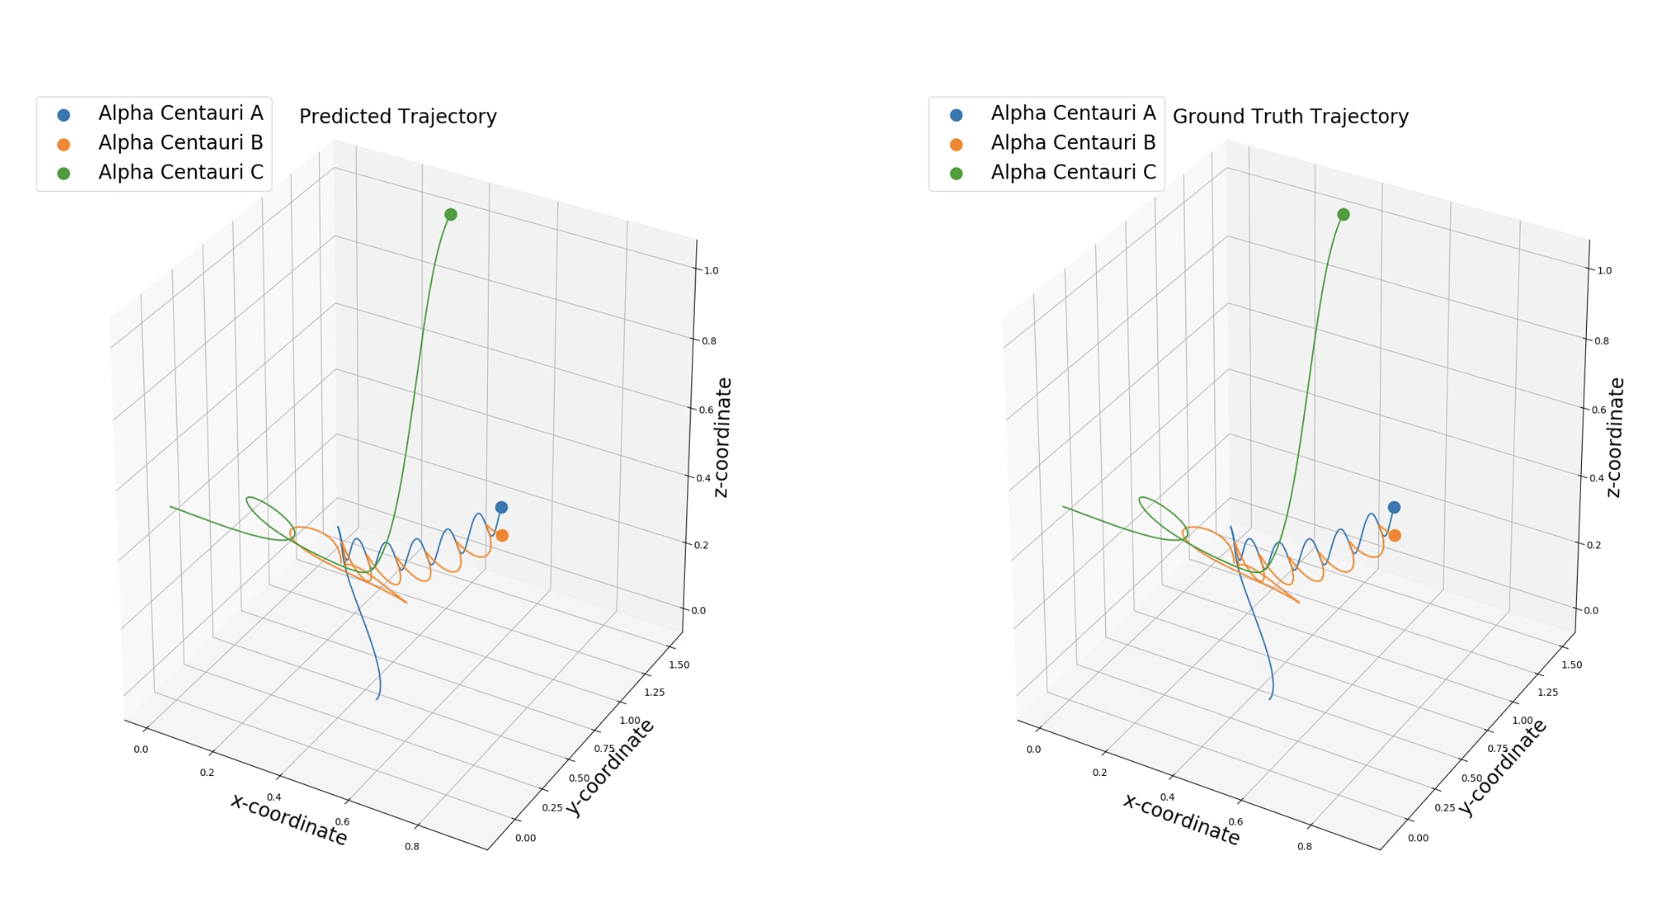 Alpha Centauri A
Alpha Centauri B
Alpha Centauri C
Predicted Trajectory
1.0
0.8
0.6
0.4
0.2
0.0
z-coordinate
1.50
1.25
1.00
0.75
0.50
0.25
0.00
y-coordinate
0.0
0.2
0.4
0.6
0.8
x-coordinate
Alpha Centauri A
Alpha Centauri B
Alpha Centauri C
Ground Truth Trajectory
1.0
0.8
0.6
0.4
0.2
0.0
z-coordinate
1.50
1.25
1.00
0.75
0.50
0.25
0.00
y-coordinate
0.0
0.2
0.4
0.6
0.8
x-coordinate